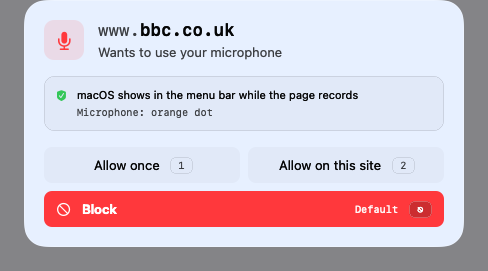 www.bbc.co.uk
Wants to use your microphone
macOS shows in the menu bar while the page records
Microphone: orange dot
Allow once 1
Allow on this site 2
Block Default